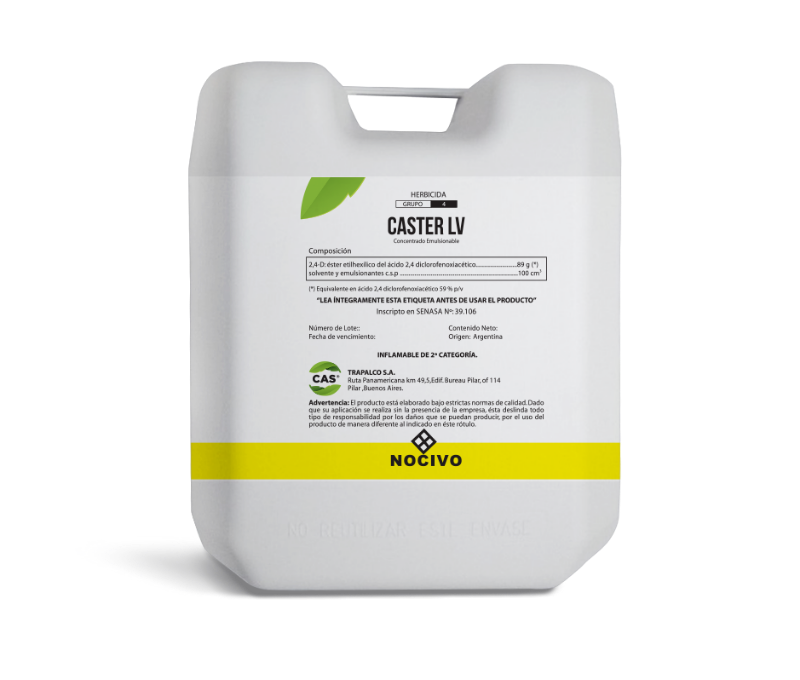 HERBICIDA
GRUPO 4
CASTER LV
Concentrado Emulsionable
Composición
2,4-D: éster etilhexílico del ácido 2,4 diclorofenoxiacético....................89 g (*)
solvente y emulsionantes c.s.p ..........................................................100 cm³
(*) Equivalente en ácido 2,4 diclorofenoxiacético 59 % p/v
"LEA ÍNTEGRAMENTE ESTA ETIQUETA ANTES DE USAR EL PRODUCTO"
Inscripto en SENASA Nº: 39.106
Número de Lote:: Contenido Neto:
Fecha de vencimiento: Origen: Argentina
INFLAMABLE DE 2ª CATEGORÍA.
CAS®
TRAPALCO S.A.
Ruta Panamericana km 49,5,Edif. Bureau Pilar, of 114
Pilar ,Buenos Aires.
Advertencia: El producto está elaborado bajo estrictas normas de calidad. Dado
que su aplicación se realiza sin la presencia de la empresa, ésta deslinda todo
tipo de responsabilidad por los daños que se puedan producir, por el uso del
producto de manera diferente al indicado en éste rótulo.
NOCIVO
NO REUTILIZAR ESTE ENVASE